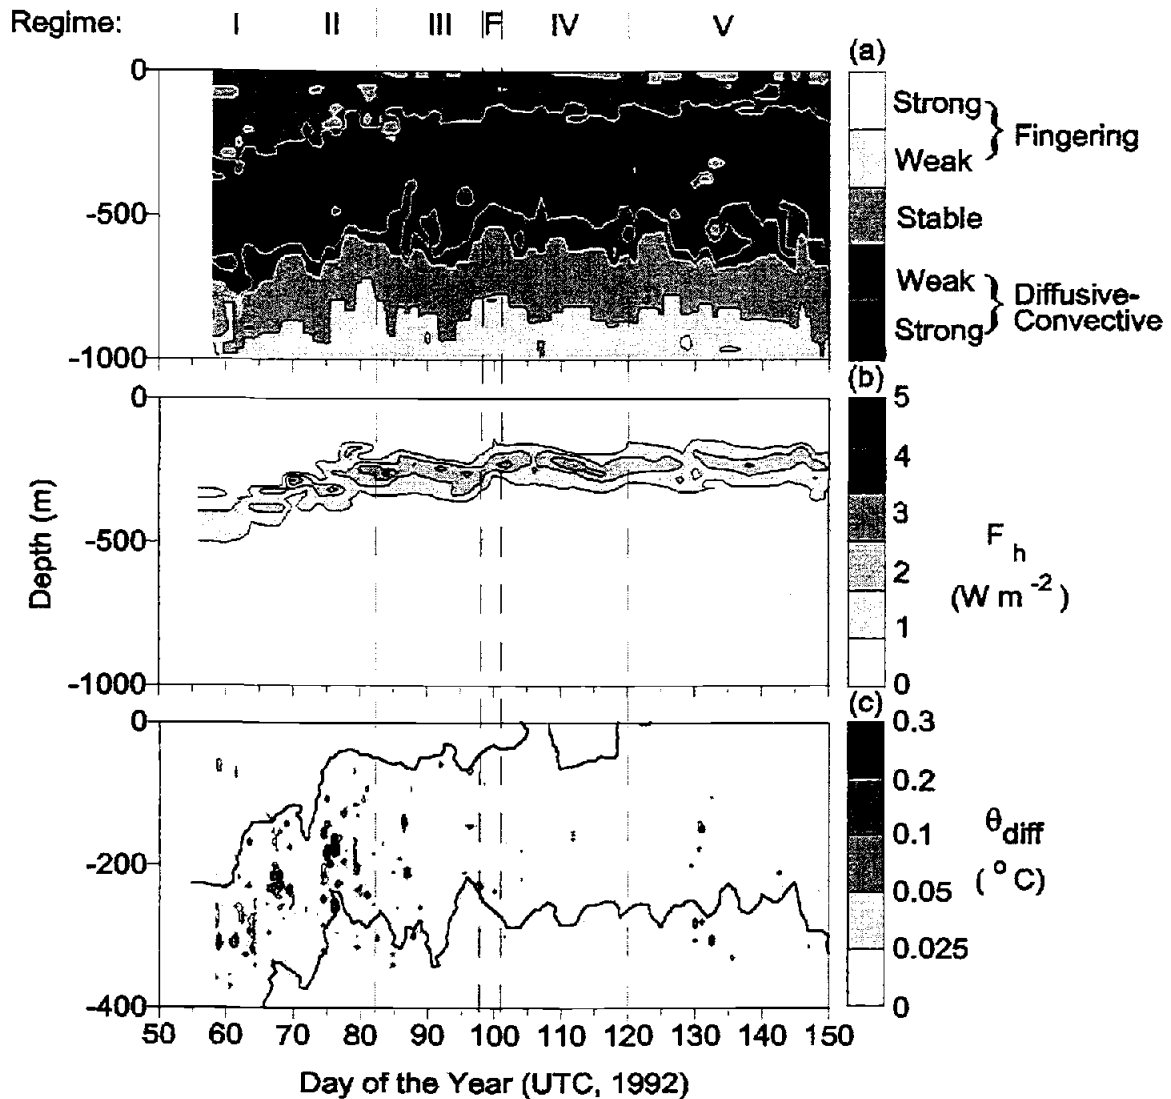 Regime: I II III F IV V
(a)
0
-500
-1000
Strong
Weak
} Fingering
Stable
Weak
Strong
} Diffusive-
Convective
(b)
0
-500
-1000
Depth (m)
5
4
3
2
1
0
F h
(W m -2)
(c)
0
-200
-400
0.3
0.2
0.1
0.05
0.025
0
θdiff
(°C)
50 60 70 80 90 100 110 120 130 140 150
Day of the Year (UTC, 1992)